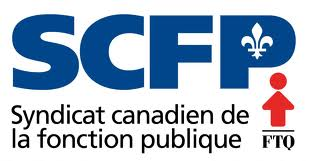 SCFP
Syndicat canadien de
la fonction publique
FTQ